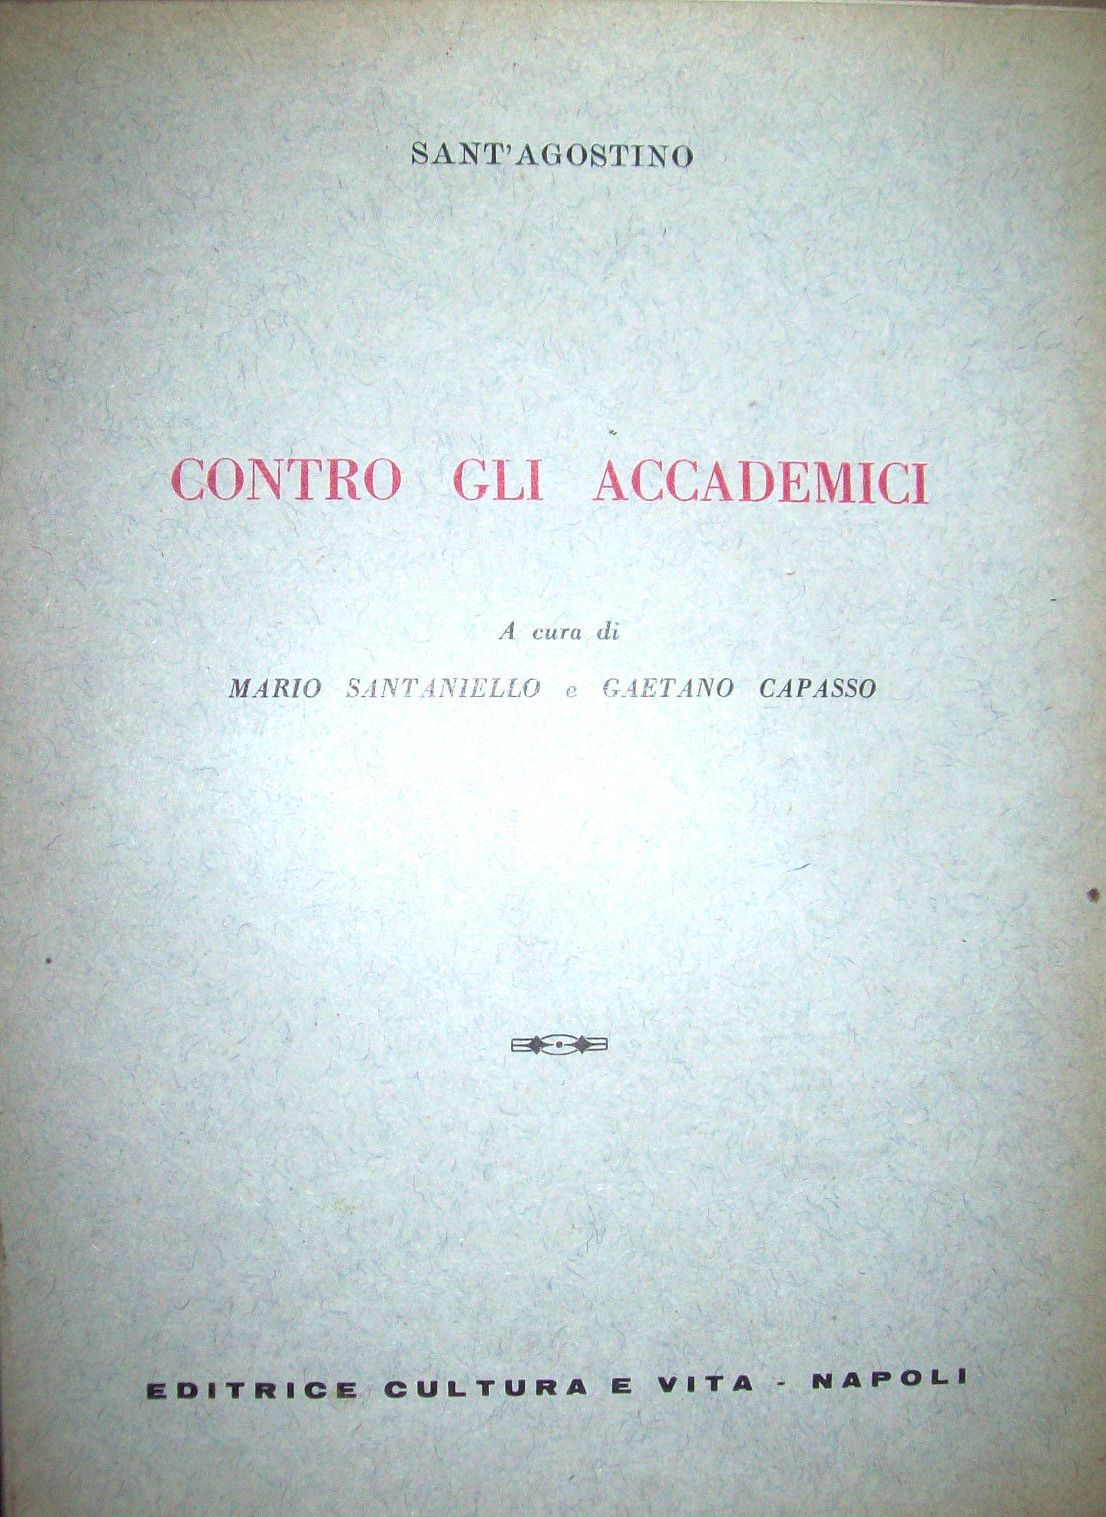 SANT'AGOSTINO
CONTRO GLI ACCADEMICI
A cura di
MARIO SANTANIELLO e GAETANO CAPASSO
EDITRICE CULTURA E VITA - NAPOLI